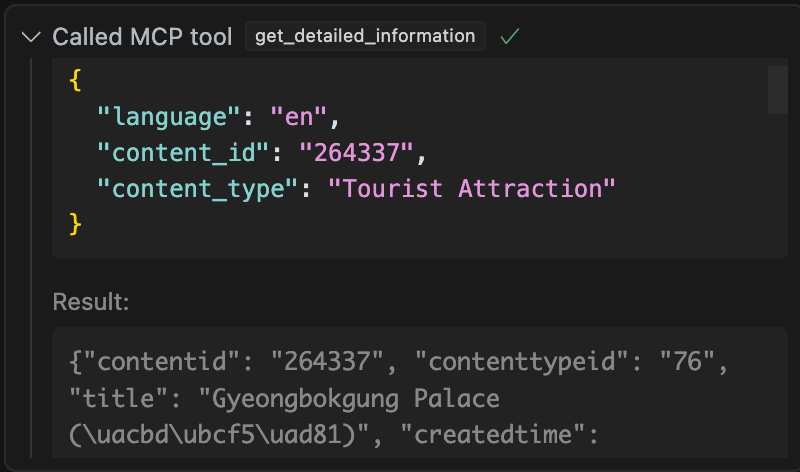 Called MCP tool get_detailed_information
{
"language": "en",
"content_id": "264337",
"content_type": "Tourist Attraction"
}
Result:
{"contentid": "264337", "contenttypeid": "76",
"title": "Gyeongbokgung Palace
(\uacbd\ubcf5\uad81)", "createdtime":